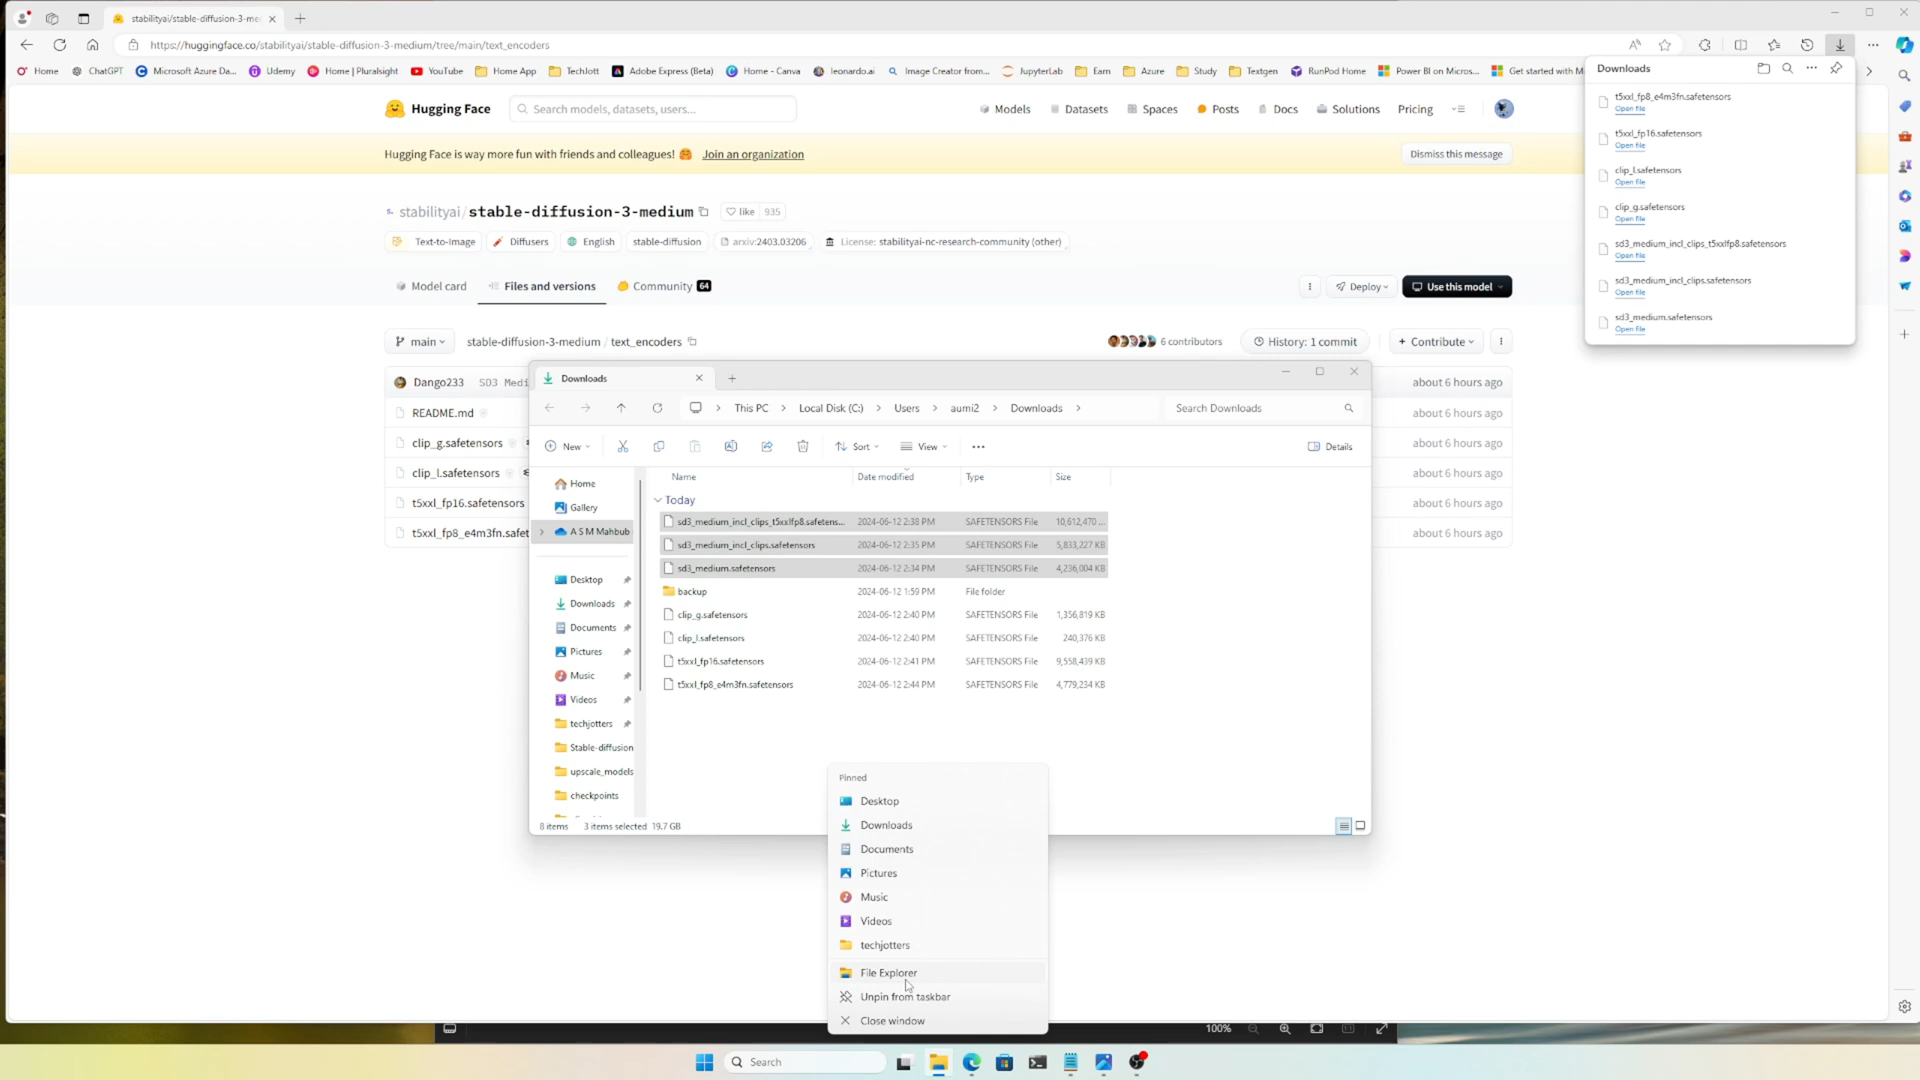 stabilityai/stable-diffusion-3-me
https://huggingface.co/stabilityai/stable-diffusion-3-medium/tree/main/text_encoders
Home ChatGPT Microsoft Azure Da... Udemy Home | Pluralsight YouTube Home App TechJott Adobe Express (Beta) Home - Canva leonardo.ai Image Creator from... JupyterLab Earn Azure Study Textgen RunPod Home Power BI on Micros... Get started with Mi
Downloads
t5xxl_fp8_e4m3fn.safetensors
Open file
t5xxl_fp16.safetensors
Open file
clip_l.safetensors
Open file
clip_g.safetensors
Open file
sd3_medium_incl_clips_t5xxlfp8.safetensors
Open file
sd3_medium_incl_clips.safetensors
Open file
sd3_medium.safetensors
Open file
Hugging Face Search models, datasets, users... Models Datasets Spaces Posts Docs Solutions Pricing
Hugging Face is way more fun with friends and colleagues! 🤗 Join an organization Dismiss this message
stabilityai/stable-diffusion-3-medium like 935
Text-to-Image Diffusers English stable-diffusion arxiv:2403.03206 License: stabilityai-nc-research-community (other)
Model card Files and versions Community 64 Deploy Use this model
main stable-diffusion-3-medium / text_encoders 6 contributors History: 1 commit + Contribute
Dango233 SD3 Medi about 6 hours ago
README.md about 6 hours ago
clip_g.safetensors about 6 hours ago
clip_l.safetensors about 6 hours ago
t5xxl_fp16.safetensors about 6 hours ago
t5xxl_fp8_e4m3fn.safet about 6 hours ago
Downloads
This PC > Local Disk (C:) > Users > aumi2 > Downloads > Search Downloads
New Sort View Details
Name Date modified Type Size
Home
Gallery
A S M Mahbub
Desktop
Downloads
Documents
Pictures
Music
Videos
techjotters
Stable-diffusion
upscale_models
checkpoints
Today
sd3_medium_incl_clips_t5xxlfp8.safetens... 2024-06-12 2:38 PM SAFETENSORS File 10,612,470 ...
sd3_medium_incl_clips.safetensors 2024-06-12 2:35 PM SAFETENSORS File 5,833,227 KB
sd3_medium.safetensors 2024-06-12 2:34 PM SAFETENSORS File 4,236,004 KB
backup 2024-06-12 1:59 PM File folder
clip_g.safetensors 2024-06-12 2:40 PM SAFETENSORS File 1,356,819 KB
clip_l.safetensors 2024-06-12 2:40 PM SAFETENSORS File 240,376 KB
t5xxl_fp16.safetensors 2024-06-12 2:41 PM SAFETENSORS File 9,558,439 KB
t5xxl_fp8_e4m3fn.safetensors 2024-06-12 2:44 PM SAFETENSORS File 4,779,234 KB
8 items 3 items selected 19.7 GB
Pinned
Desktop
Downloads
Documents
Pictures
Music
Videos
techjotters
File Explorer
Unpin from taskbar
Close window
100%
Search